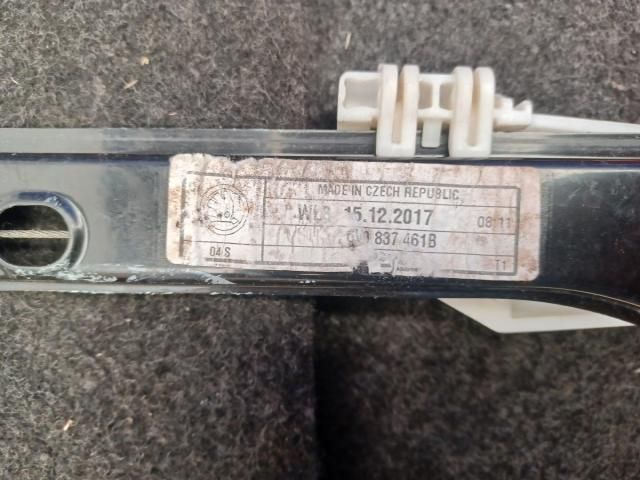 MADE IN CZECH REPUBLIC
15.12.2017 08:11
837 461B
04 S
T1